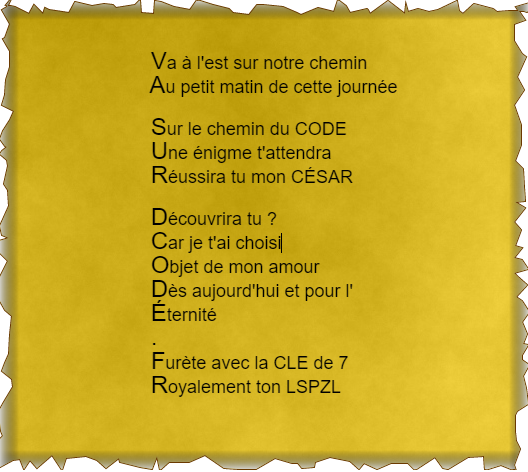 Va à l'est sur notre chemin
Au petit matin de cette journée
Sur le chemin du CODE
Une énigme t'attendra
Réussira tu mon CÉSAR
Découvrira tu ?
Car je t'ai choisi
Objet de mon amour
Dès aujourd'hui et pour l'
Éternité
.
Furète avec la CLE de 7
Royalement ton LSPZL